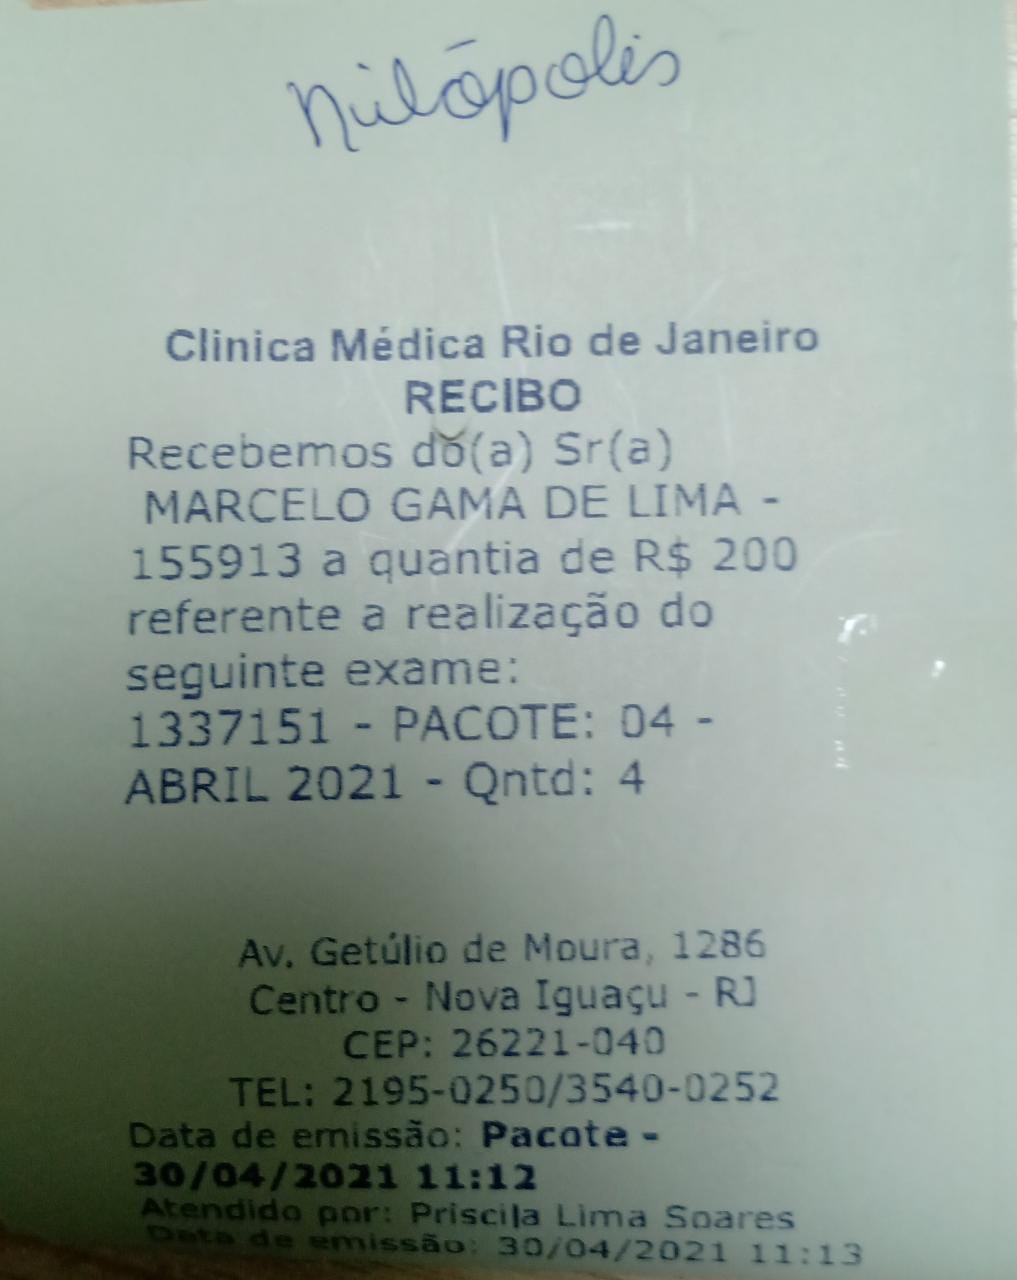 Nilópolis
Clinica Médica Rio de Janeiro
RECIBO
Recebemos do(a) Sr(a)
MARCELO GAMA DE LIMA -
155913 a quantia de R$ 200
referente a realização do
seguinte exame:
1337151 - PACOTE: 04 -
ABRIL 2021 - Qntd: 4
Av. Getúlio de Moura, 1286
Centro - Nova Iguaçu - RJ
CEP: 26221-040
TEL: 2195-0250/3540-0252
Data de emissão: Pacote -
30/04/2021 11:12
Atendido por: Priscila Lima Soares
Data de emissão: 30/04/2021 11:13